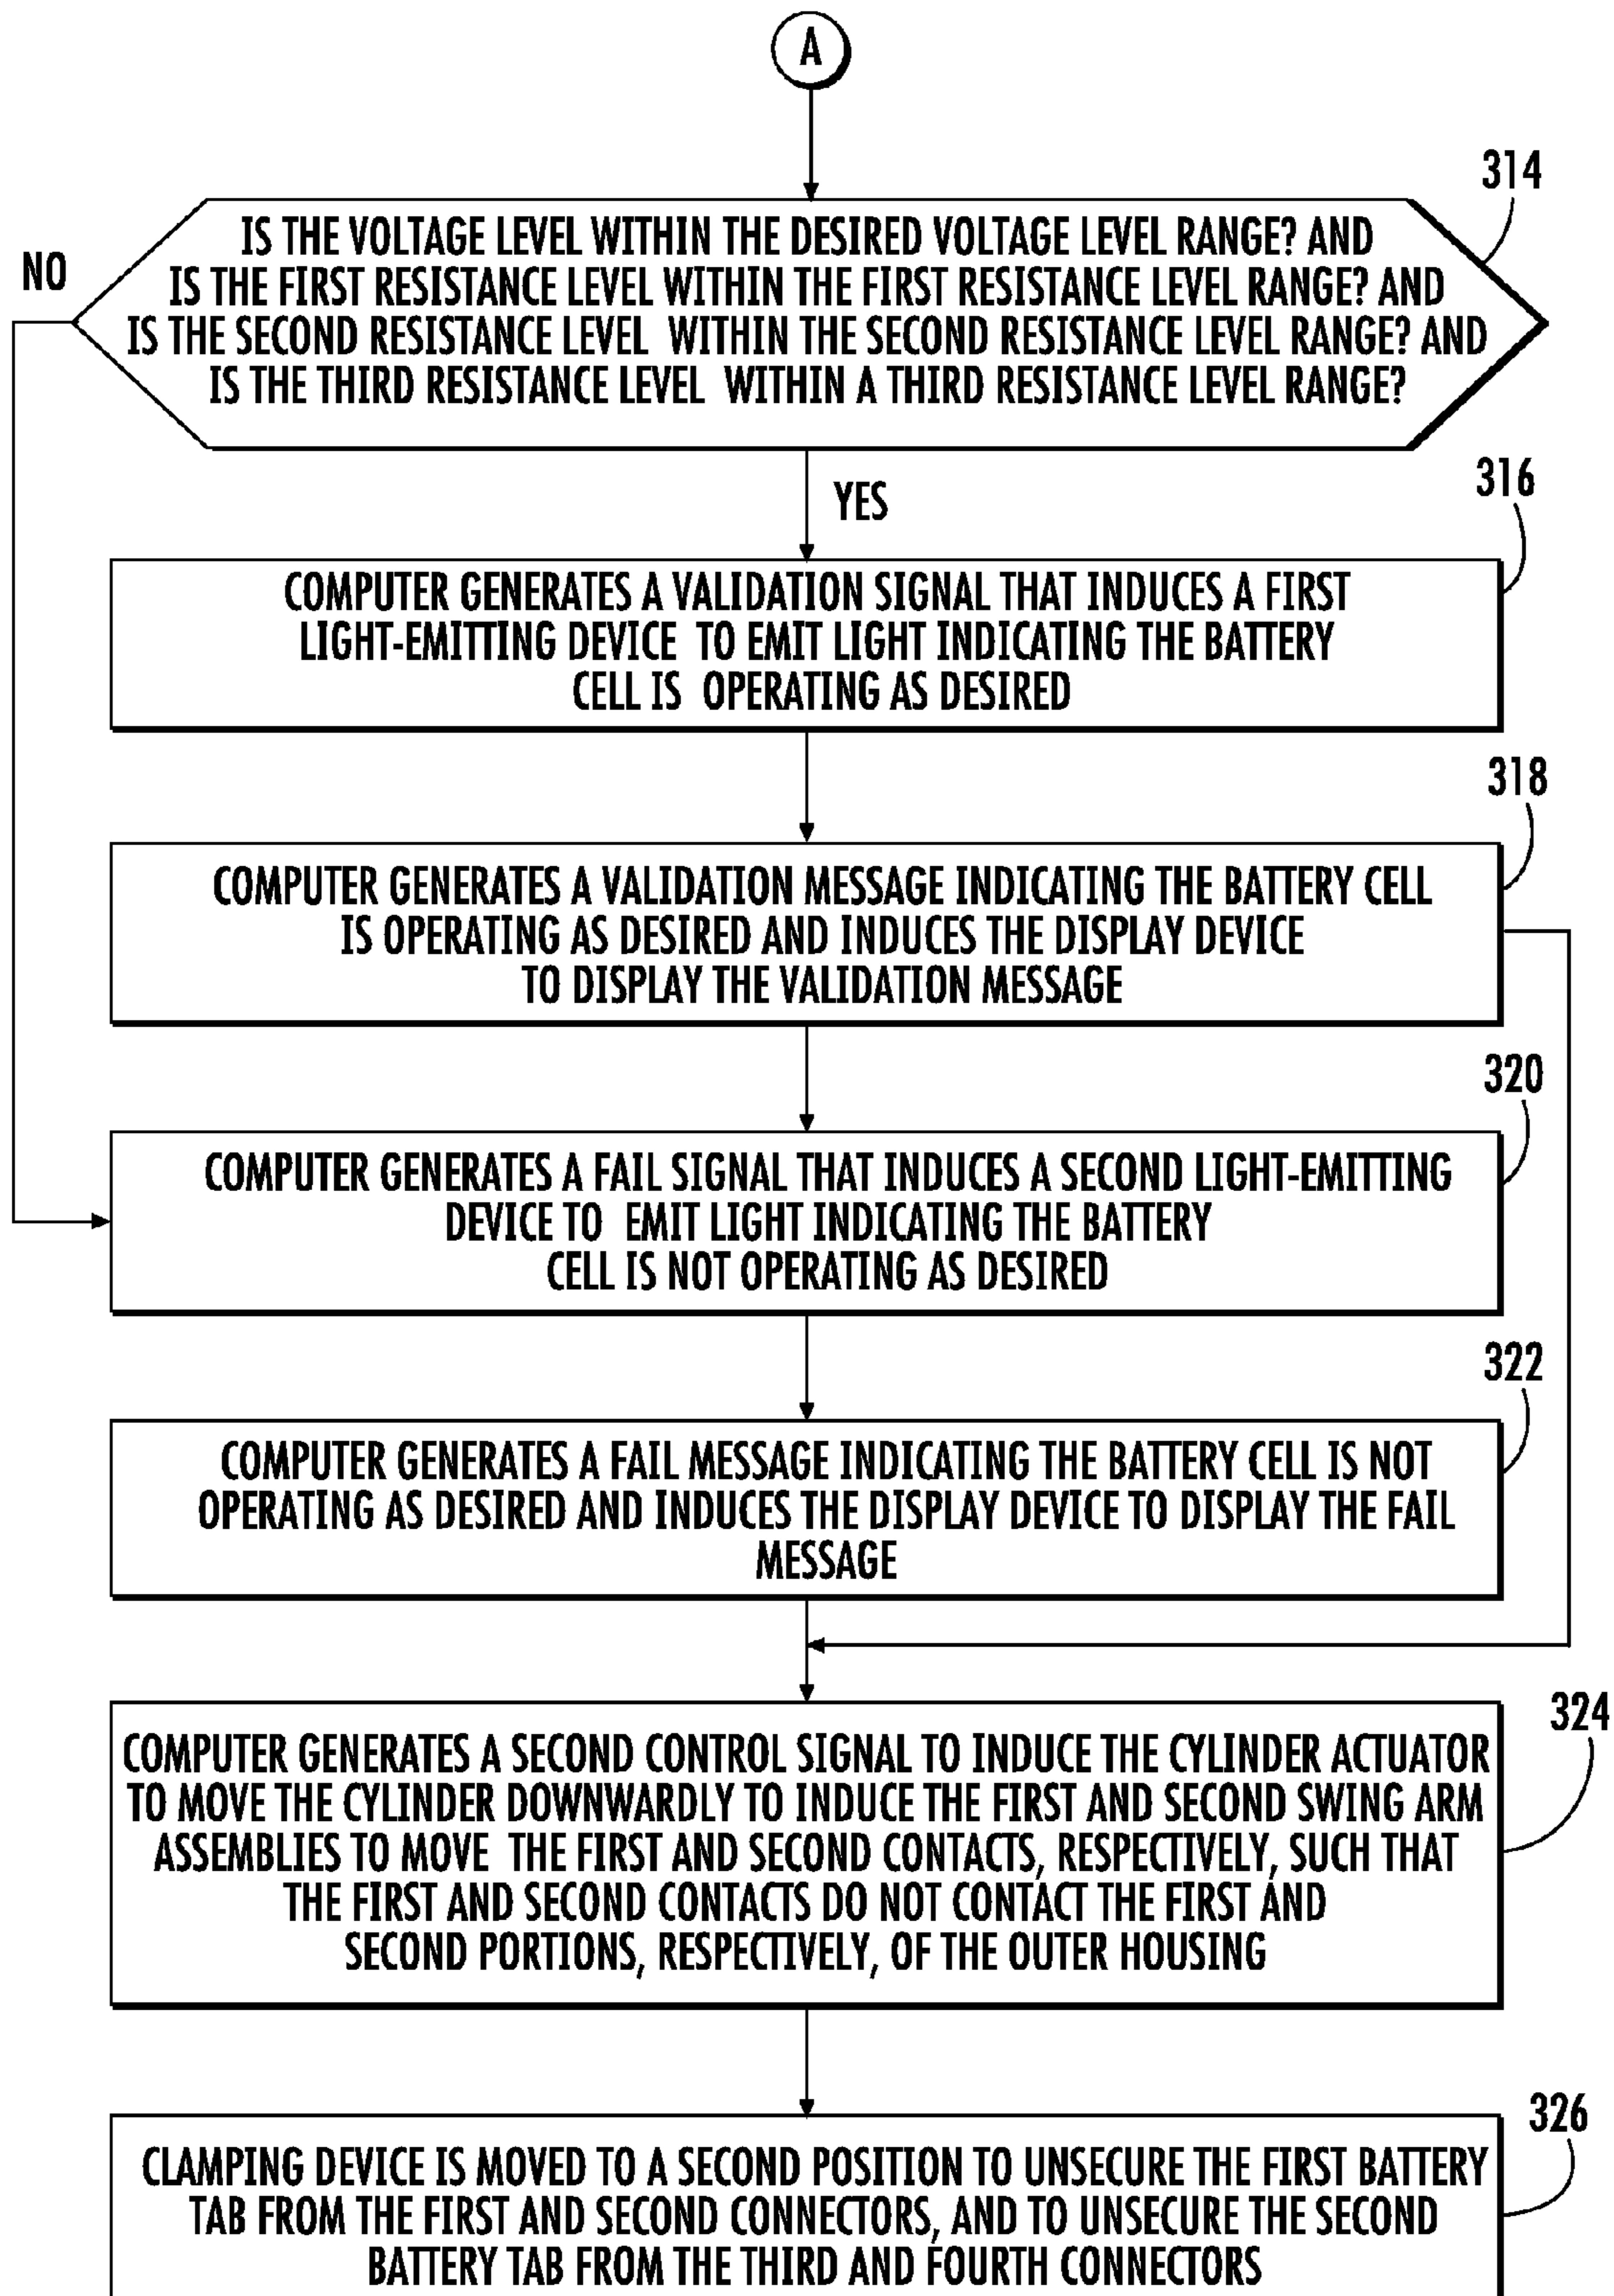 A
314
IS THE VOLTAGE LEVEL WITHIN THE DESIRED VOLTAGE LEVEL RANGE? AND
IS THE FIRST RESISTANCE LEVEL WITHIN THE FIRST RESISTANCE LEVEL RANGE? AND
IS THE SECOND RESISTANCE LEVEL WITHIN THE SECOND RESISTANCE LEVEL RANGE? AND
IS THE THIRD RESISTANCE LEVEL WITHIN A THIRD RESISTANCE LEVEL RANGE?
NO
YES
316
COMPUTER GENERATES A VALIDATION SIGNAL THAT INDUCES A FIRST
LIGHT-EMITTING DEVICE TO EMIT LIGHT INDICATING THE BATTERY
CELL IS OPERATING AS DESIRED
318
COMPUTER GENERATES A VALIDATION MESSAGE INDICATING THE BATTERY CELL
IS OPERATING AS DESIRED AND INDUCES THE DISPLAY DEVICE
TO DISPLAY THE VALIDATION MESSAGE
320
COMPUTER GENERATES A FAIL SIGNAL THAT INDUCES A SECOND LIGHT-EMITTING
DEVICE TO EMIT LIGHT INDICATING THE BATTERY
CELL IS NOT OPERATING AS DESIRED
322
COMPUTER GENERATES A FAIL MESSAGE INDICATING THE BATTERY CELL IS NOT
OPERATING AS DESIRED AND INDUCES THE DISPLAY DEVICE TO DISPLAY THE FAIL
MESSAGE
324
COMPUTER GENERATES A SECOND CONTROL SIGNAL TO INDUCE THE CYLINDER ACTUATOR
TO MOVE THE CYLINDER DOWNWARDLY TO INDUCE THE FIRST AND SECOND SWING ARM
ASSEMBLIES TO MOVE THE FIRST AND SECOND CONTACTS, RESPECTIVELY, SUCH THAT
THE FIRST AND SECOND CONTACTS DO NOT CONTACT THE FIRST AND
SECOND PORTIONS, RESPECTIVELY, OF THE OUTER HOUSING
326
CLAMPING DEVICE IS MOVED TO A SECOND POSITION TO UNSECURE THE FIRST BATTERY
TAB FROM THE FIRST AND SECOND CONNECTORS, AND TO UNSECURE THE SECOND
BATTERY TAB FROM THE THIRD AND FOURTH CONNECTORS